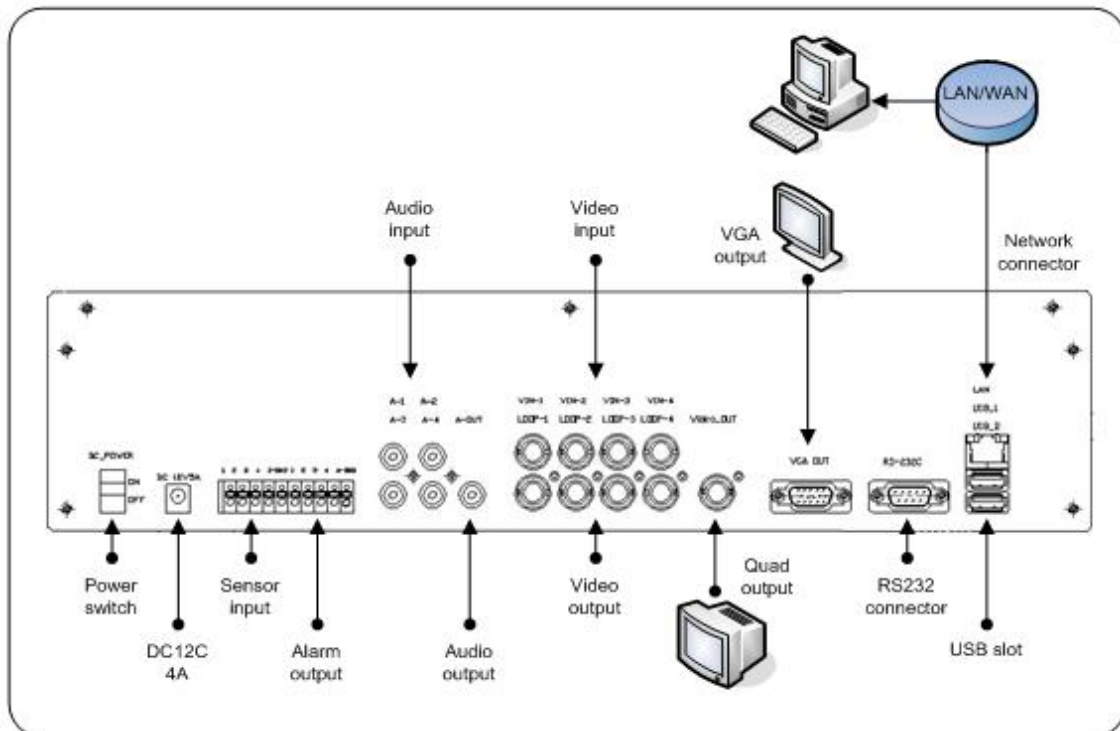 LAN/WAN
Audio input
Video input
VGA output
Network connector
A-1 A-2
VIN-1 VIN-2 VIN-3 VIN-4
LAN
A-3 A-4 A-OUT
LOOP-1 LOOP-2 LOOP-3 LOOP-4
Video_OUT
USB_1
USB_2
DC_POWER
ON
OFF
VGA OUT
RS-232C
Power switch
Sensor input
Video output
Quad output
RS232 connector
DC12C 4A
Alarm output
Audio output
USB slot